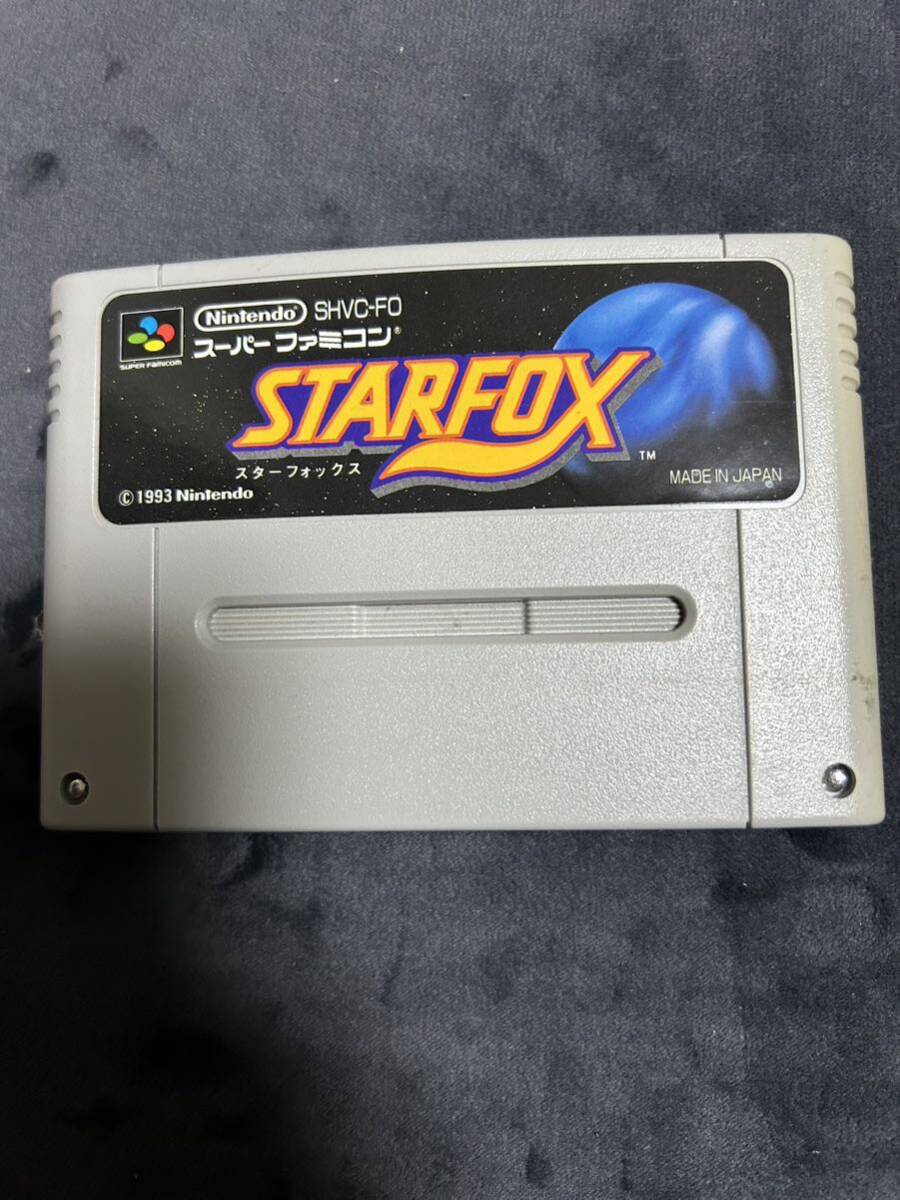 Nintendo SHVC-FO
スーパーファミコン®
SUPER FAMICOM
STARFOX TM
スターフォックス
MADE IN JAPAN
© 1993 Nintendo